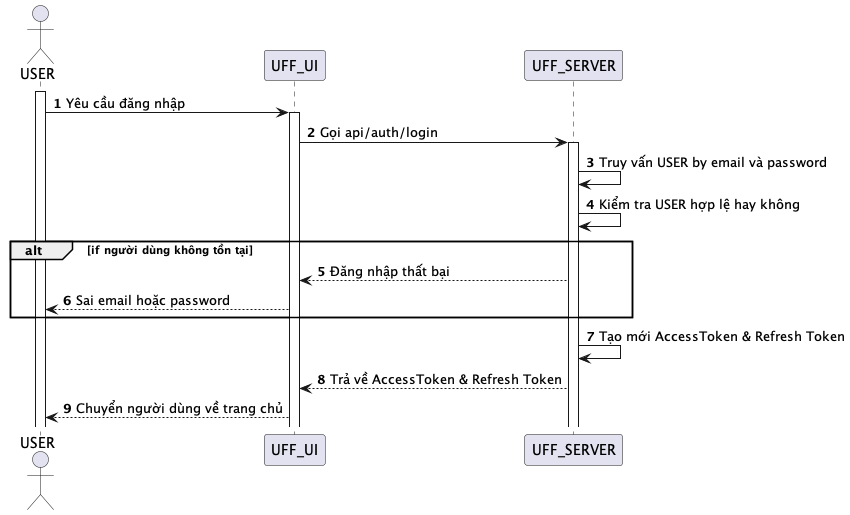 USER
UFF_UI
UFF_SERVER
1 Yêu cầu đăng nhập
2 Gọi api/auth/login
3 Truy vấn USER by email và password
4 Kiểm tra USER hợp lệ hay không
alt [if người dùng không tồn tại]
5 Đăng nhập thất bại
6 Sai email hoặc password
7 Tạo mới AccessToken & Refresh Token
8 Trả về AccessToken & Refresh Token
9 Chuyển người dùng về trang chủ
USER
UFF_UI
UFF_SERVER